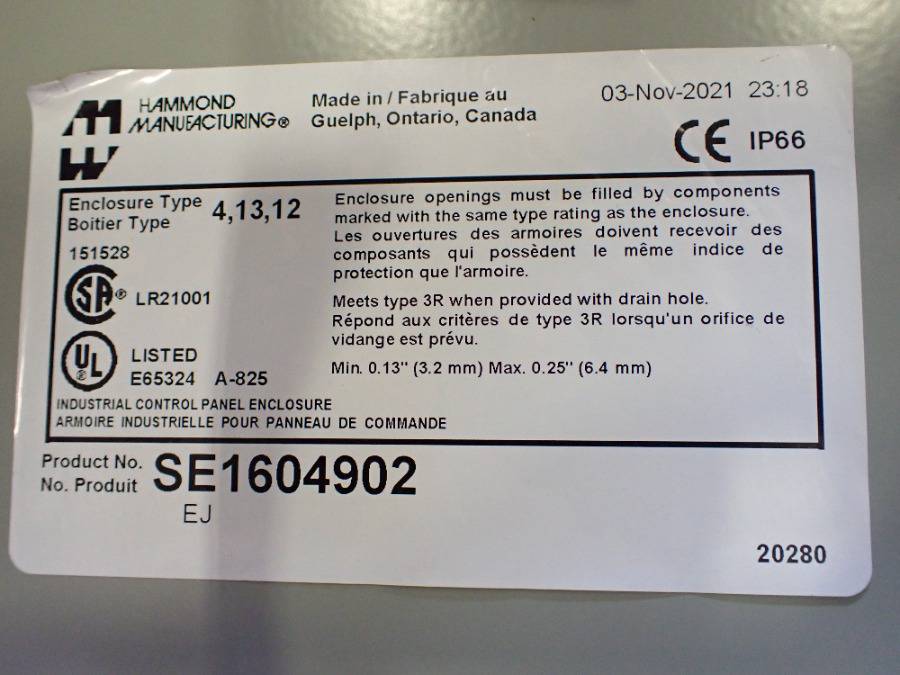 HAMMOND
MANUFACTURING®
Made in / Fabrique au
Guelph, Ontario, Canada
03-Nov-2021 23:18
CE IP66
Enclosure Type
Boitier Type
4,13,12
151528
SA® LR21001
UL LISTED
E65324 A-825
INDUSTRIAL CONTROL PANEL ENCLOSURE
ARMOIRE INDUSTRIELLE POUR PANNEAU DE COMMANDE
Enclosure openings must be filled by components
marked with the same type rating as the enclosure.
Les ouvertures des armoires doivent recevoir des
composants qui possèdent le même indice de
protection que l'armoire.
Meets type 3R when provided with drain hole.
Répond aux critères de type 3R lorsqu'un orifice de
vidange est prévu.
Min. 0.13" (3.2 mm) Max. 0.25" (6.4 mm)
Product No.
No. Produit
SE1604902
EJ
20280